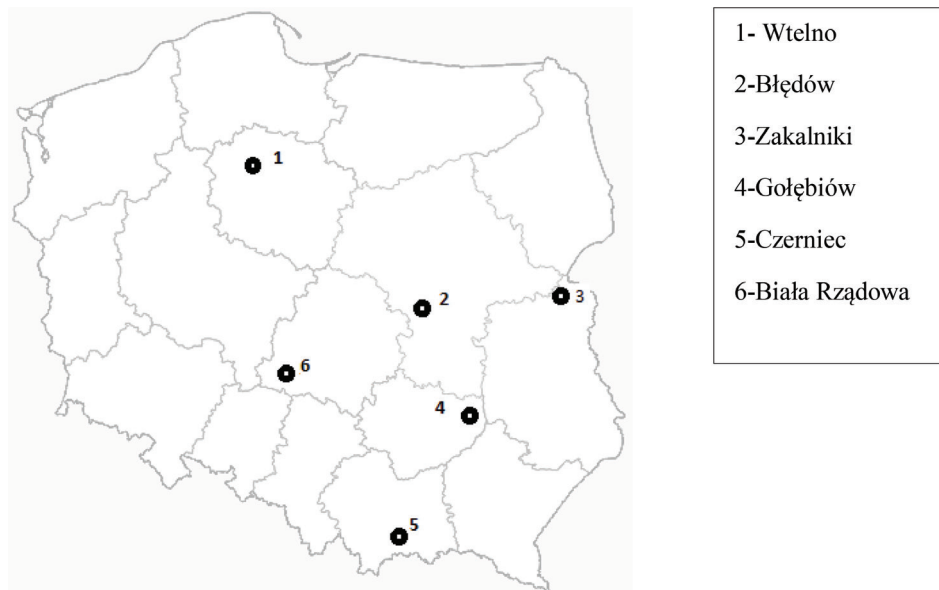 1
2
3
6
4
5
1- Wtelno
2-Błędów
3-Zakalniki
4-Gołębiów
5-Czerniec
6-Biała Rządowa